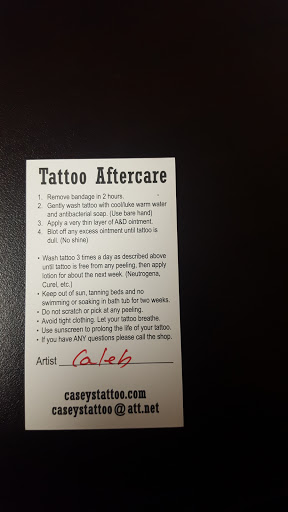 Tattoo Aftercare
1. Remove bandage in 2 hours.
2. Gently wash tattoo with cool/luke warm water
and antibacterial soap. (Use bare hand)
3. Apply a very thin layer of A&D ointment.
4. Blot off any excess ointment until tattoo is
dull. (No shine)
• Wash tattoo 3 times a day as described above
until tattoo is free from any peeling, then apply
lotion for about the next week. (Neutrogena,
Curel, etc.)
• Keep out of sun, tanning beds and no
swimming or soaking in bath tub for two weeks.
• Do not scratch or pick at any peeling.
• Avoid tight clothing. Let your tattoo breathe.
• Use sunscreen to prolong the life of your tattoo.
• If you have ANY questions please call the shop.
Artist Caleb
caseystattoo.com
caseystattoo@att.net